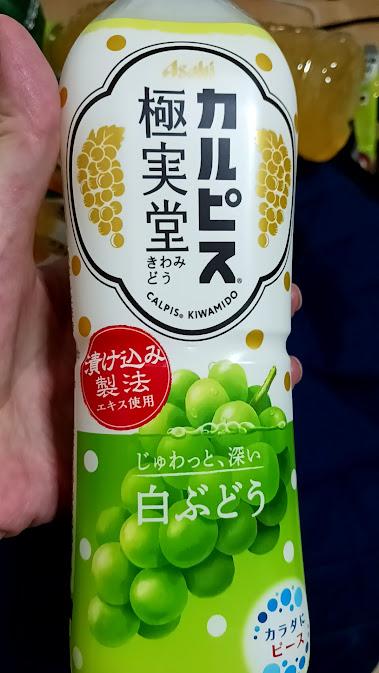 Asahi
カルピス®
極実堂
きわみ
どう
CALPIS® KIWAMIDO
漬け込み
製法
エキス使用
じゅわっと、深い
白ぶどう
カラダに
ピース